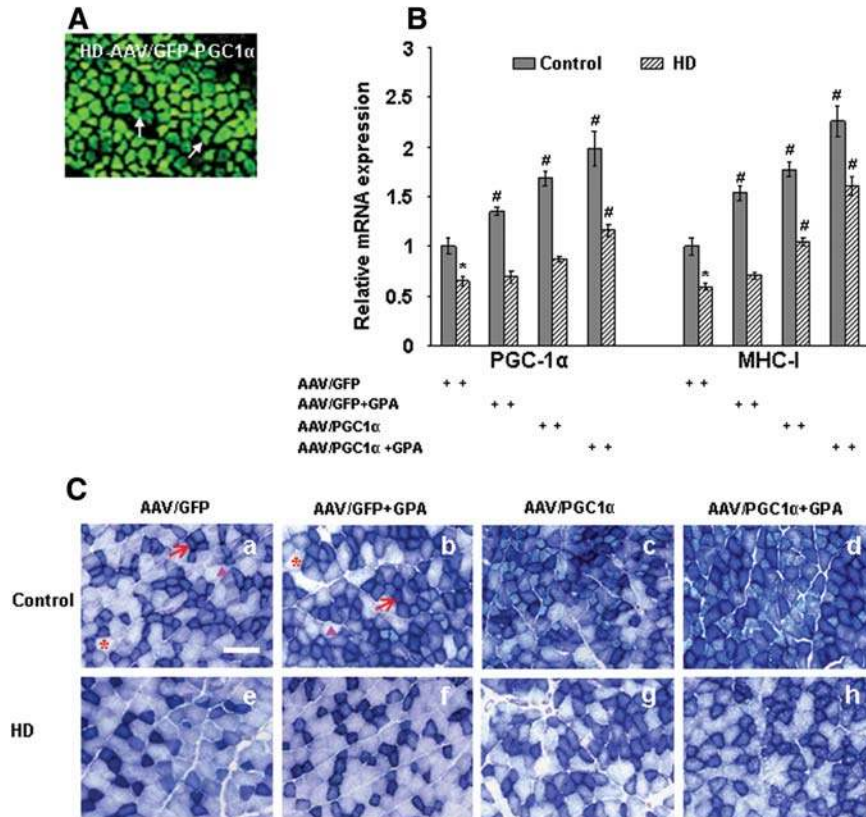 A
HD-AAV/GFP-PGC1α
B
3
2.5
2
1.5
1
0.5
0
Relative mRNA expression
Control
HD
#
#
#
#
#
#
#
#
#
*
*
PGC-1α
MHC-I
AAV/GFP + + + +
AAV/GFP+GPA + + + +
AAV/PGC1α + + + +
AAV/PGC1α +GPA + + + +
C
AAV/GFP AAV/GFP+GPA AAV/PGC1α AAV/PGC1α+GPA
Control
a b c d
* *
HD
e f g h